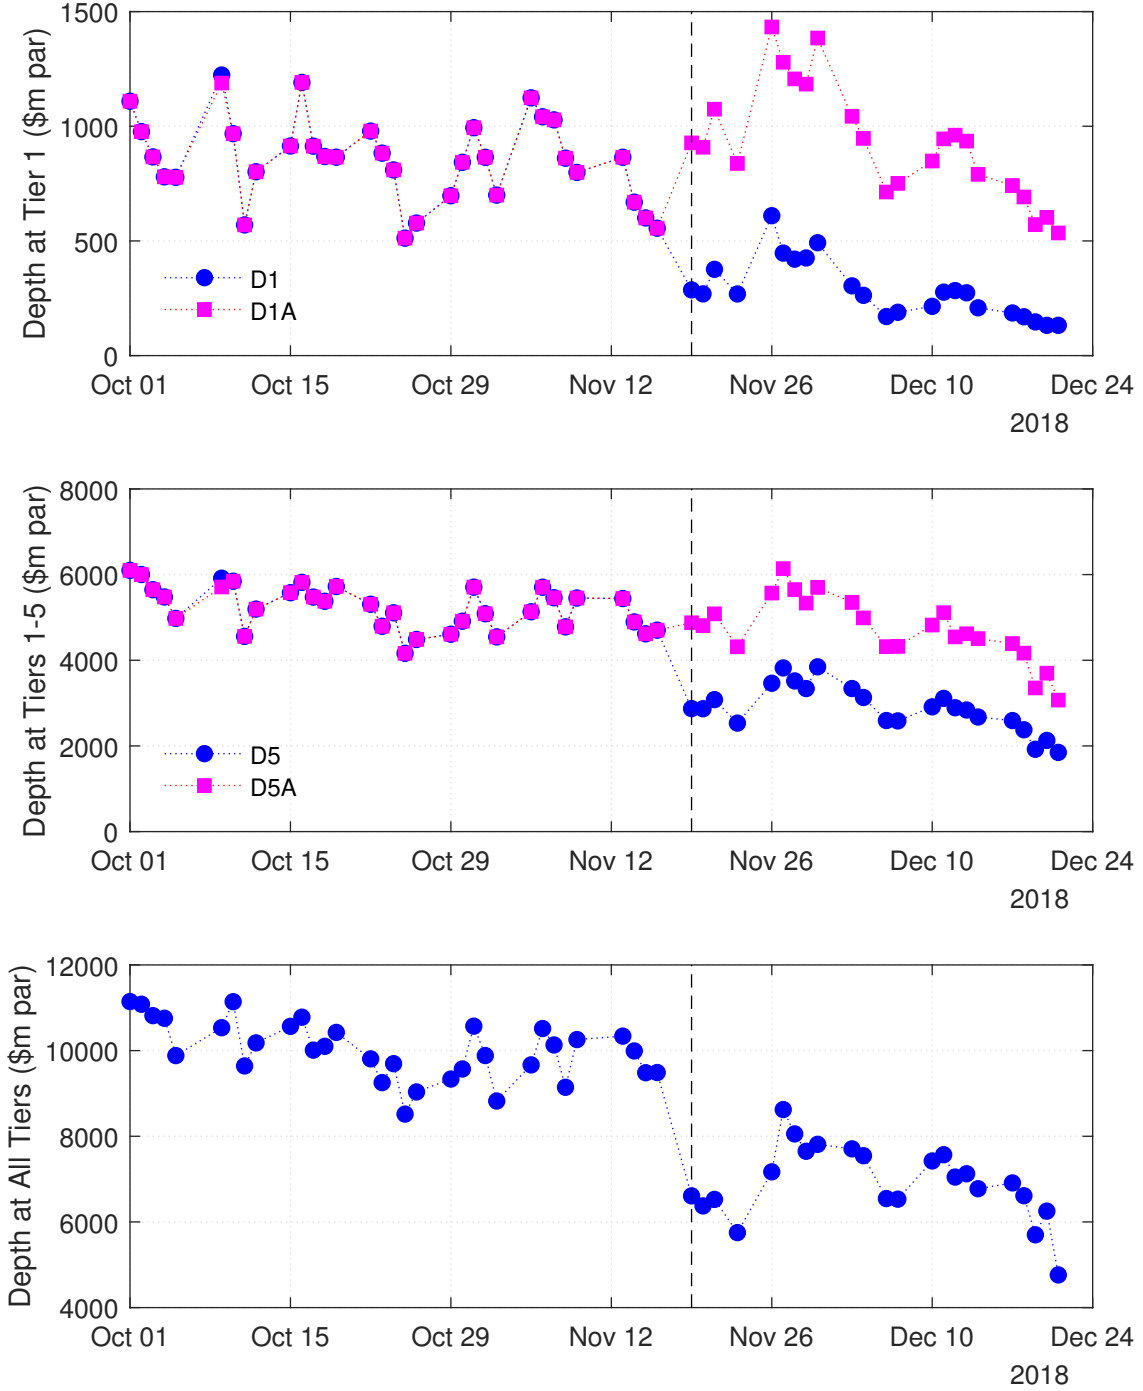 Depth at Tier 1 ($m par)
1500
1000
500
0
D1
D1A
Oct 01
Oct 15
Oct 29
Nov 12
Nov 26
Dec 10
Dec 24
2018
Depth at Tiers 1-5 ($m par)
8000
6000
4000
2000
0
D5
D5A
Oct 01
Oct 15
Oct 29
Nov 12
Nov 26
Dec 10
Dec 24
2018
Depth at All Tiers ($m par)
12000
10000
8000
6000
4000
Oct 01
Oct 15
Oct 29
Nov 12
Nov 26
Dec 10
Dec 24
2018